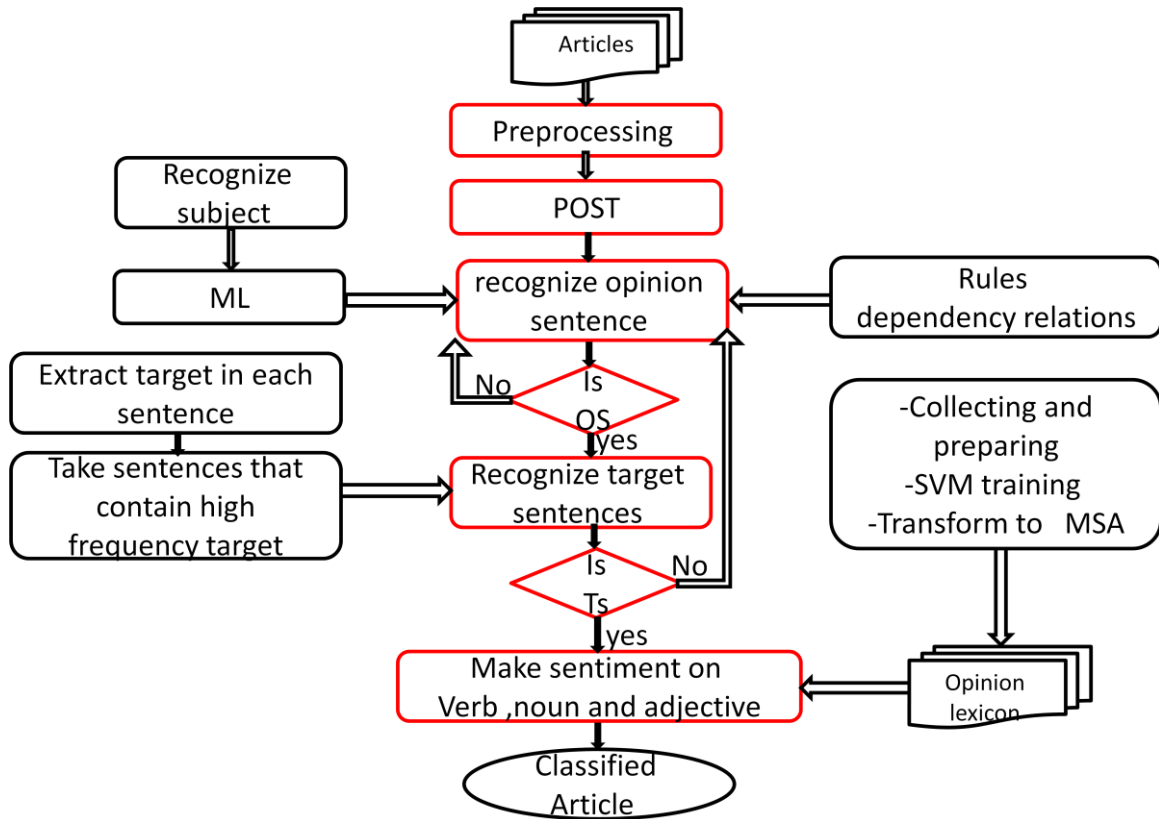 Articles
Preprocessing
POST
Recognize
subject
ML
recognize opinion
sentence
Rules
dependency relations
No
Is
OS
yes
Extract target in each
sentence
Take sentences that
contain high
frequency target
Recognize target
sentences
-Collecting and
preparing
-SVM training
-Transform to MSA
Is
Ts
No
yes
Make sentiment on
Verb ,noun and adjective
Opinion
lexicon
Classified
Article